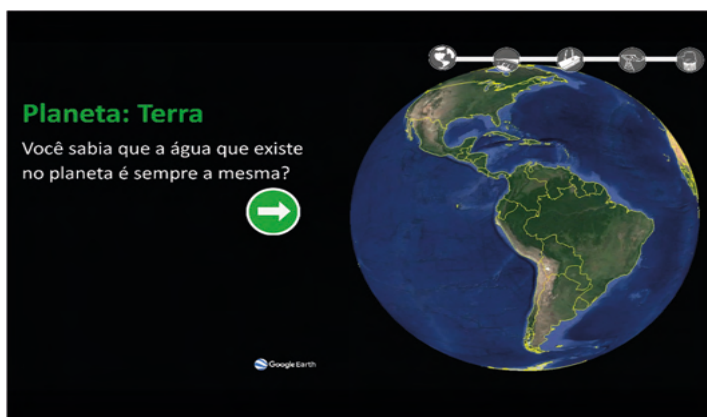 Planeta: Terra
Você sabia que a água que existe
no planeta é sempre a mesma?
Google Earth